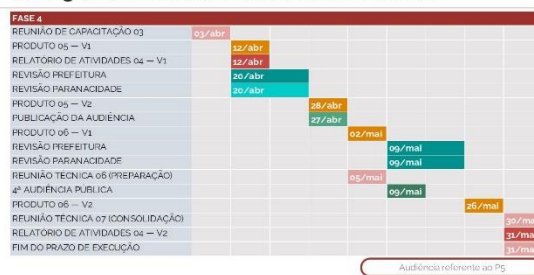 FASE 4
REUNIÃO DE CAPACITAÇÃO 03 03/abr
PRODUTO 05 — V1 12/abr
RELATÓRIO DE ATIVIDADES 04 — V1 12/abr
REVISÃO PREFEITURA 20/abr
REVISÃO PARANACIDADE 20/abr
PRODUTO 05 — V2 28/abr
PUBLICAÇÃO DA AUDIÊNCIA 27/abr
PRODUTO 06 — V1 02/mai
REVISÃO PREFEITURA 09/mai
REVISÃO PARANACIDADE 09/mai
REUNIÃO TÉCNICA 06 (PREPARAÇÃO) 05/mai
4ª AUDIÊNCIA PÚBLICA 09/mai
PRODUTO 06 — V2 26/mai
REUNIÃO TÉCNICA 07 (CONSOLIDAÇÃO) 30/ma
RELATÓRIO DE ATIVIDADES 04 — V2 31/ma
FIM DO PRAZO DE EXECUÇÃO 31/ma
Audiência referente ao P5